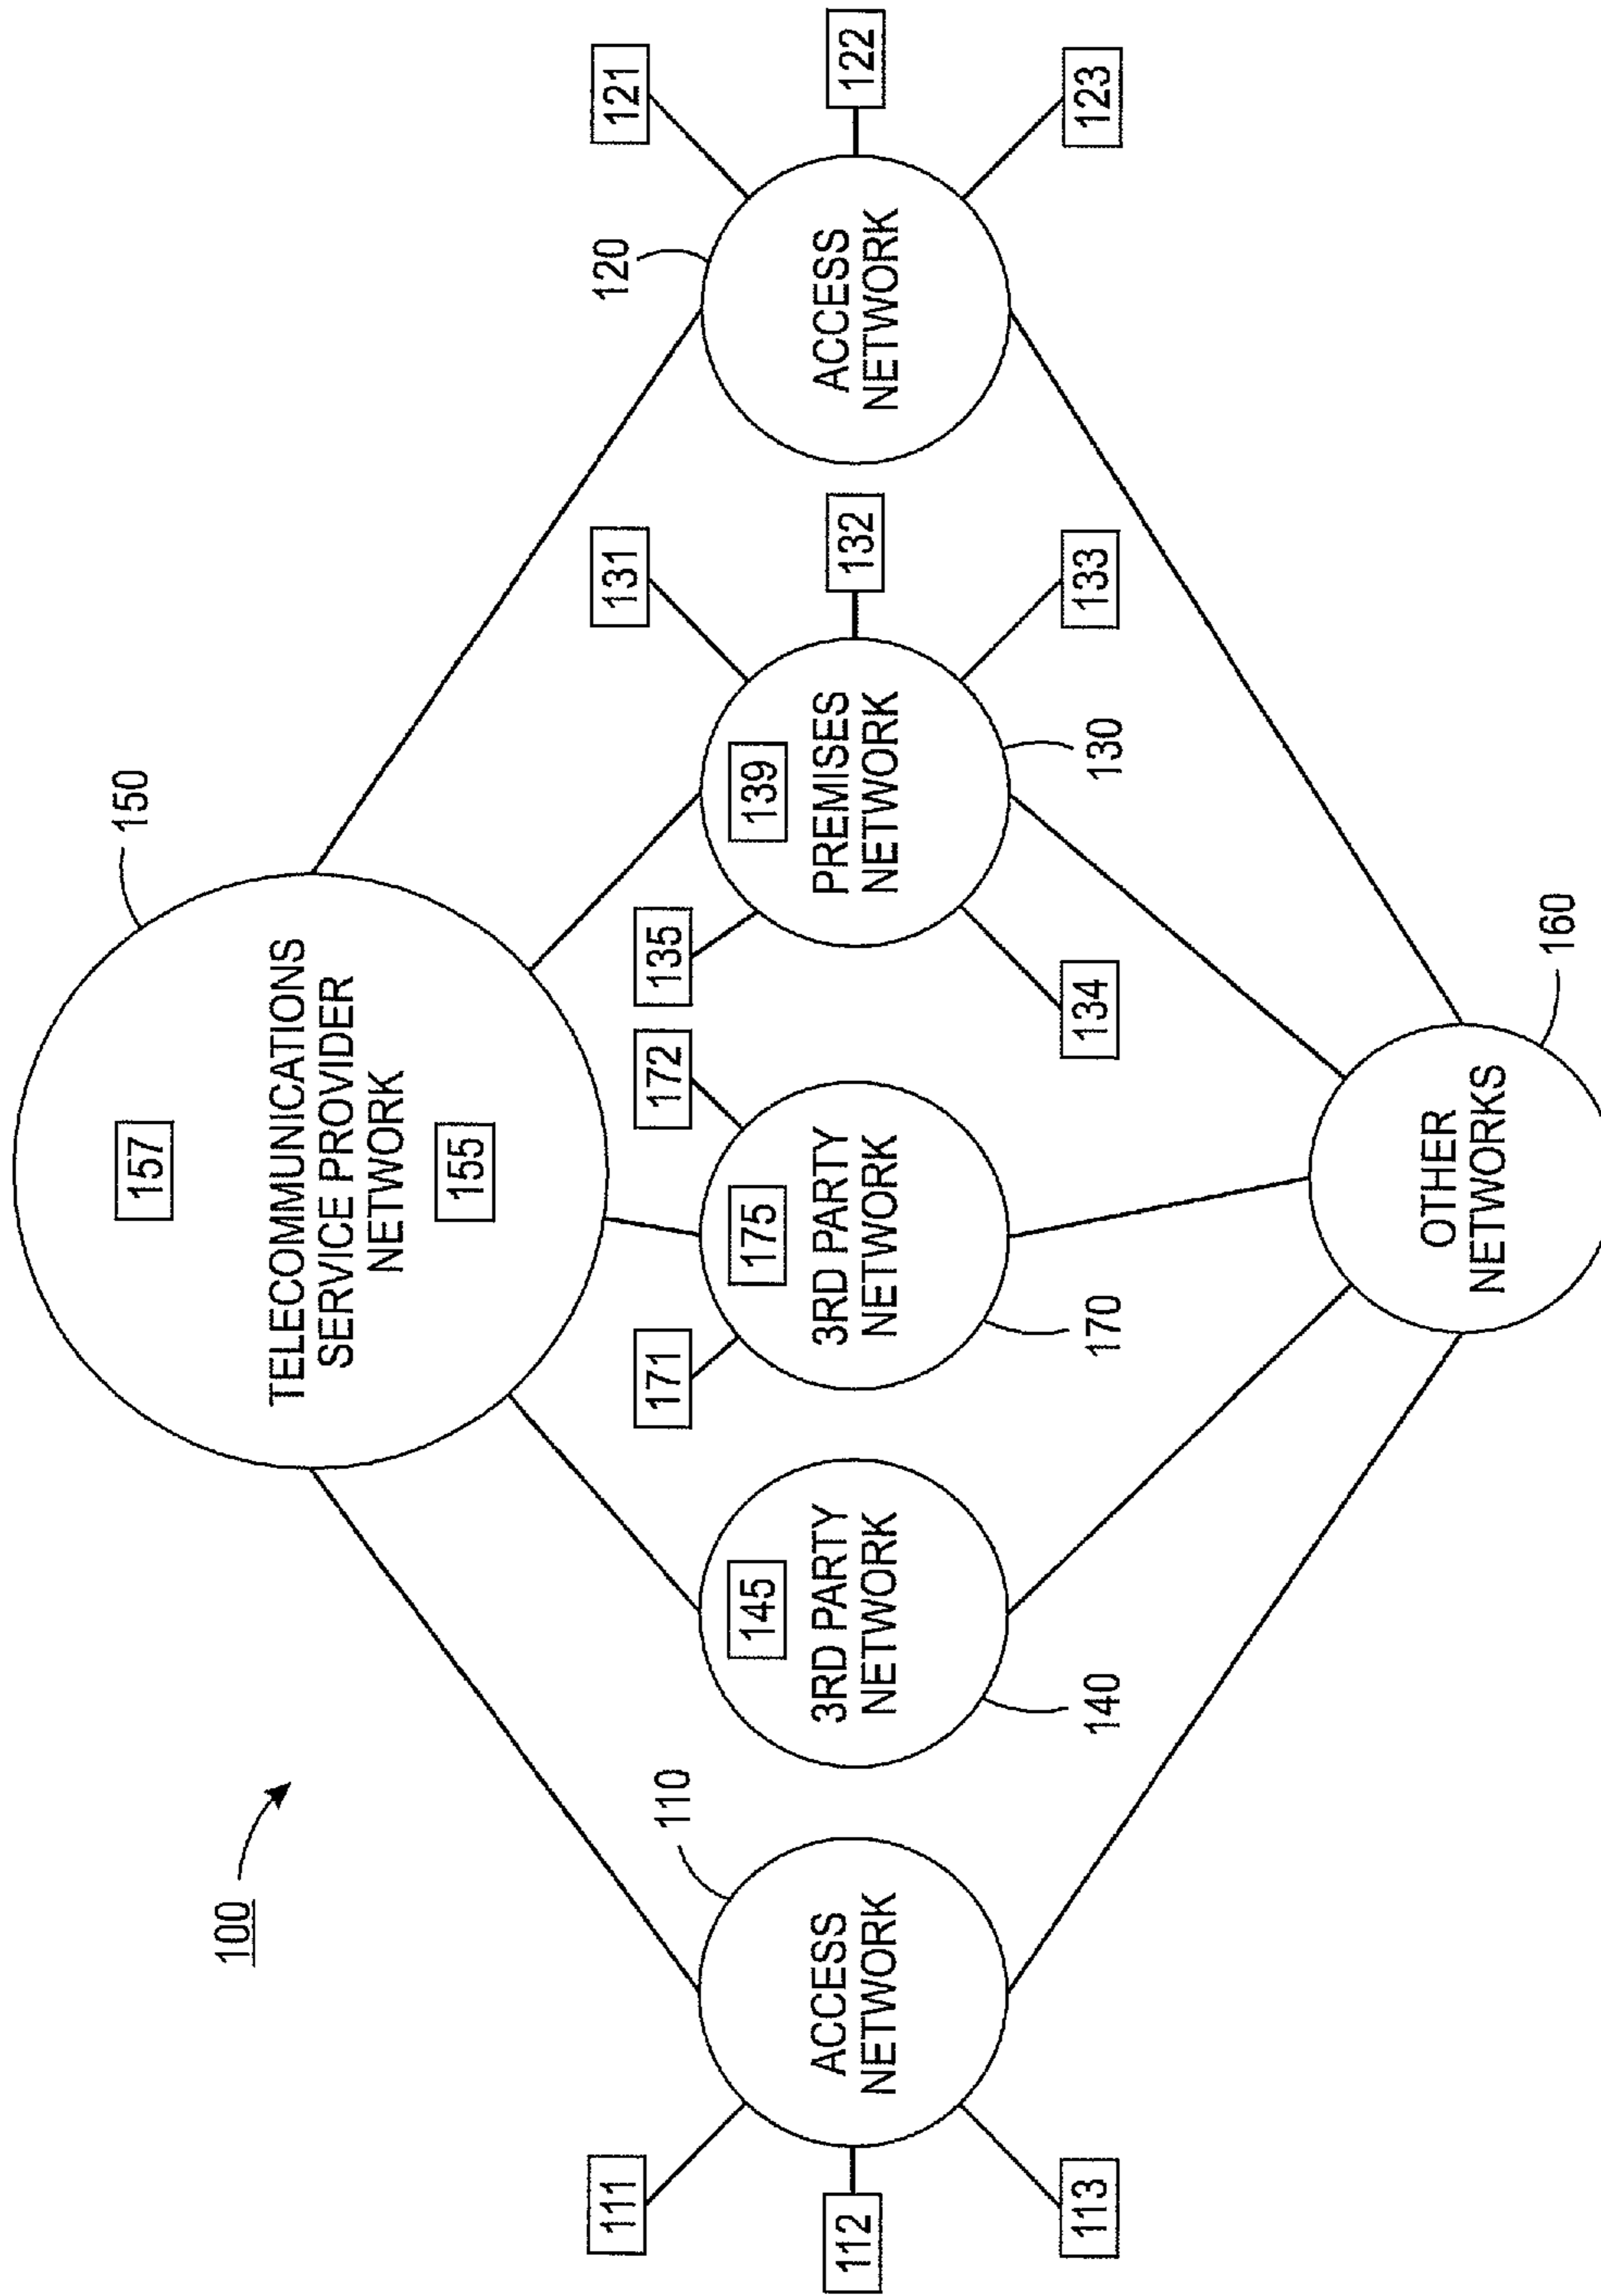 100
150
157
TELECOMMUNICATIONS
SERVICE PROVIDER
NETWORK
155
111
112
113
110
ACCESS
NETWORK
145
3RD PARTY
NETWORK
140
171
172
175
3RD PARTY
NETWORK
170
135
131
139
PREMISES
NETWORK
132
134
133
130
120
121
ACCESS
NETWORK
122
123
OTHER
NETWORKS
160